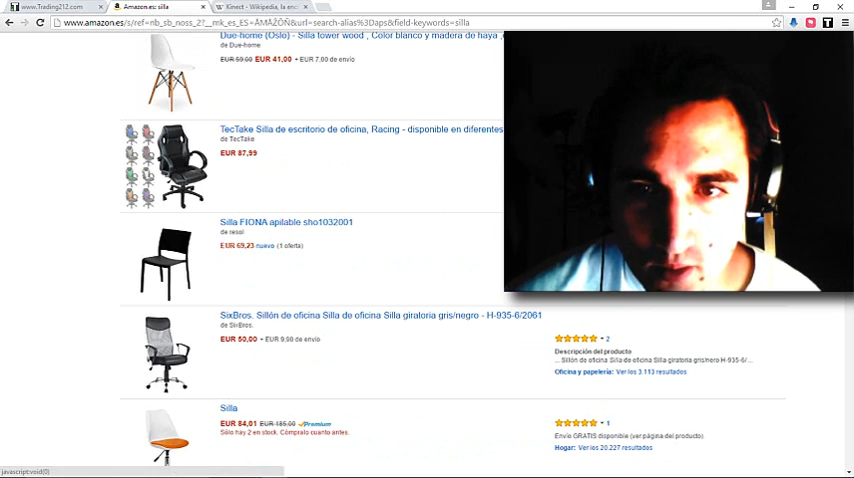 www.Trading212.com
Amazon.es: silla
Kinect - Wikipedia, la enc
www.amazon.es/s/ref=nb_sb_noss_2?__mk_es_ES=ÅMÅŽÕÑ&url=search-alias%3Daps&field-keywords=silla
Due-home (Oslo) - Silla tower wood , Color blanco y madera de haya ,
de Due-home
EUR 59,00 EUR 41,00 + EUR 7,00 de envío
TecTake Silla de escritorio de oficina, Racing - disponible en diferentes
de TecTake
EUR 87,99
Silla FIONA apilable sho1032001
de resol
EUR 69,23 nuevo (1 oferta)
SixBros. Sillón de oficina Silla de oficina Silla giratoria gris/negro - H-935-6/2061
de SixBros.
EUR 50,00 + EUR 9,90 de envío
2
Descripción del producto
... Sillón de oficina Silla de oficina Silla giratoria gris/negro H-935-6/...
Oficina y papelería: Ver los 3.113 resultados
Silla
EUR 84,01 EUR 185,00 Premium
Sólo hay 2 en stock. Cómpralo cuanto antes.
1
Envío GRATIS disponible (ver página del producto)
Hogar: Ver los 20.227 resultados
javascript:void(0)